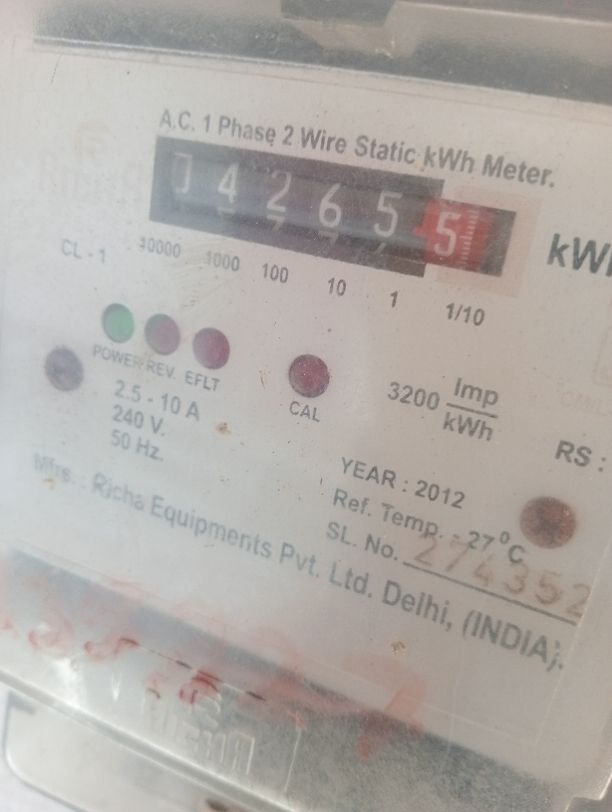 A.C. 1 Phase 2 Wire Static kWh Meter.
0 4 2 6 5 5
CL - 1
10000 1000 100 10 1 1/10
POWER REV. EFLT
CAL
3200 Imp
kWh
2.5 - 10 A
240 V.
50 Hz.
RS :
YEAR : 2012
Ref. Temp. : 27°C
SL. No. 274352
Mfrs. : Richa Equipments Pvt. Ltd. Delhi, (INDIA).